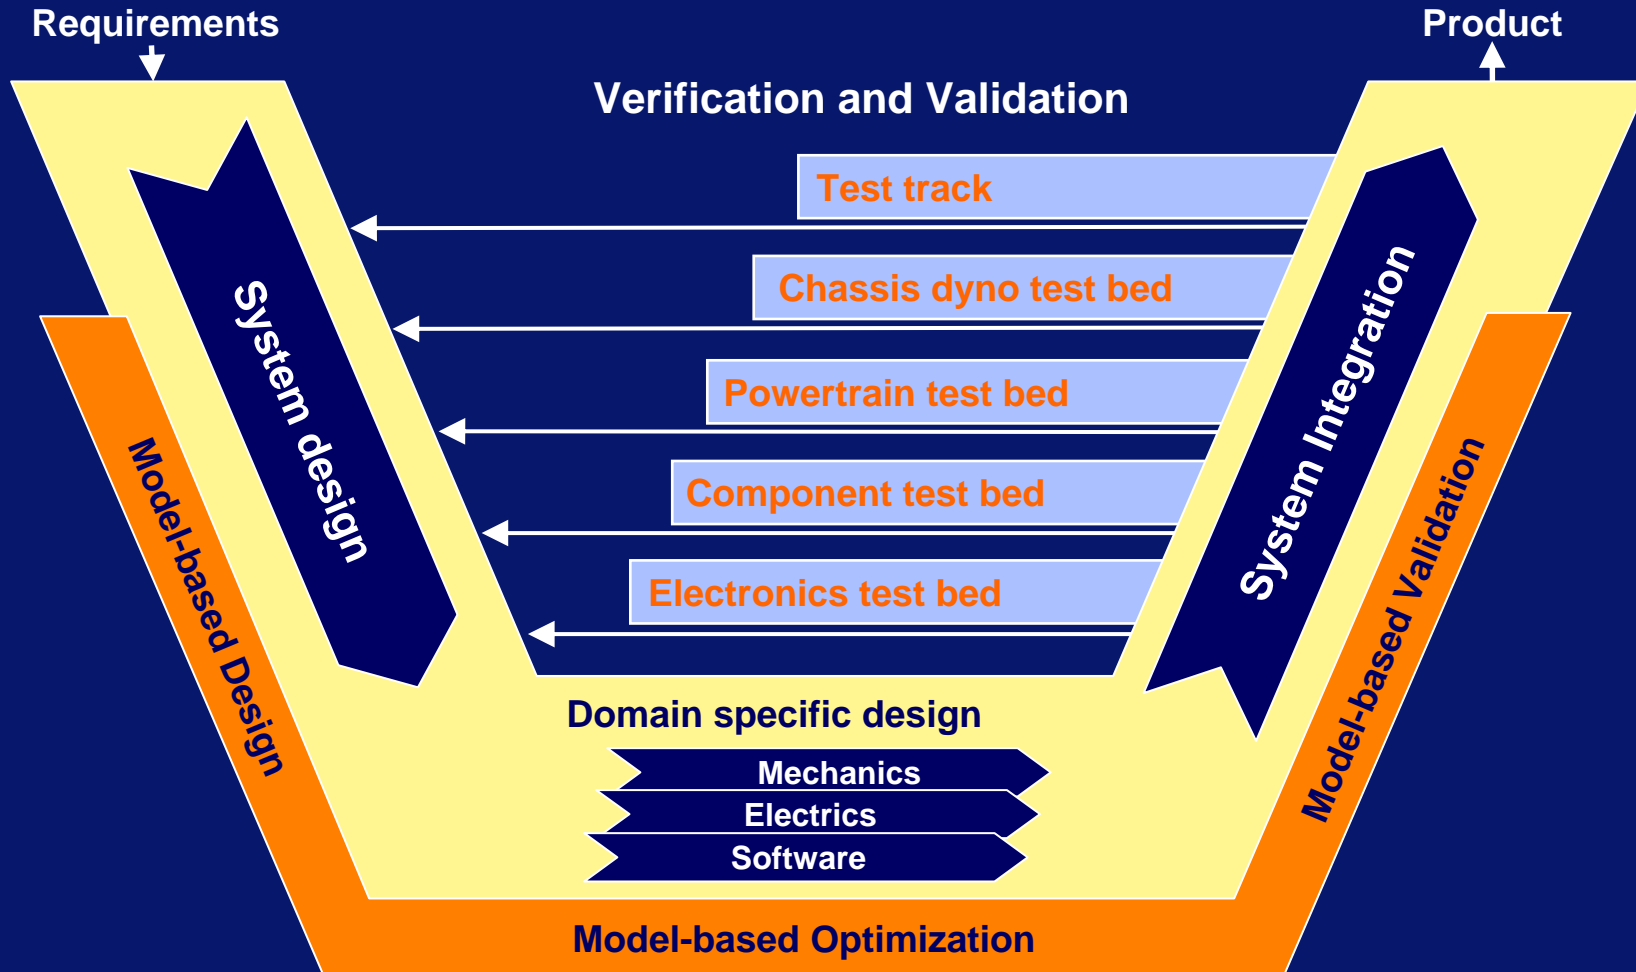 Requirements
Product
Verification and Validation
Test track
Chassis dyno test bed
Powertrain test bed
Component test bed
Electronics test bed
System design
System Integration
Model-based Design
Model-based Validation
Domain specific design
Mechanics
Electrics
Software
Model-based Optimization